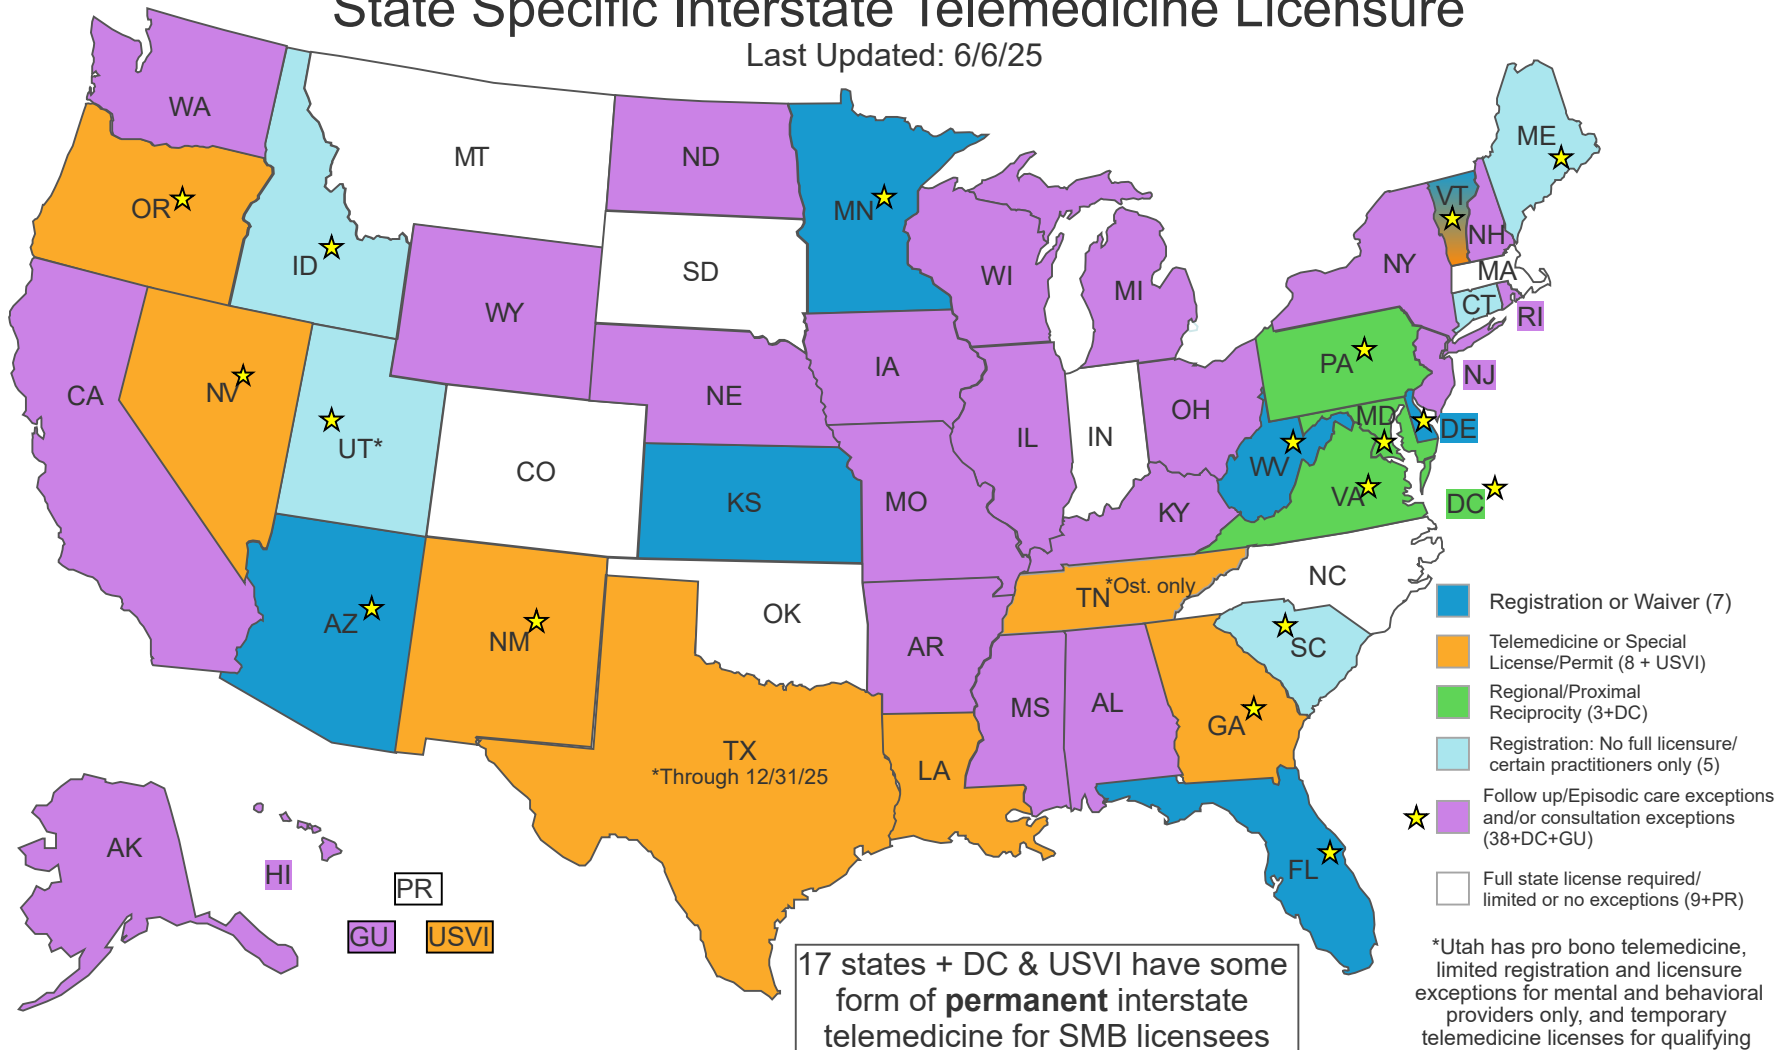 State Specific Interstate Telemedicine Licensure
Last Updated: 6/6/25
WA
MT
ND
MN
ME
OR
ID
SD
WI
MI
VT
NH
NY
MA
CT
RI
WY
IA
NE
PA
NJ
CA
NV
UT*
CO
KS
MO
IL
IN
OH
MD
DE
WV
VA
DC
KY
NC
TN
*Ost. only
AZ
NM
OK
AR
SC
MS
AL
GA
TX
*Through 12/31/25
LA
FL
AK
HI
PR
GU
USVI
Registration or Waiver (7)
Telemedicine or Special
License/Permit (8 + USVI)
Regional/Proximal
Reciprocity (3+DC)
Registration: No full licensure/
certain practitioners only (5)
Follow up/Episodic care exceptions
and/or consultation exceptions
(38+DC+GU)
Full state license required/
limited or no exceptions (9+PR)
*Utah has pro bono telemedicine,
limited registration and licensure
exceptions for mental and behavioral
providers only, and temporary
telemedicine licenses for qualifying
17 states + DC & USVI have some
form of permanent interstate
telemedicine for SMB licensees